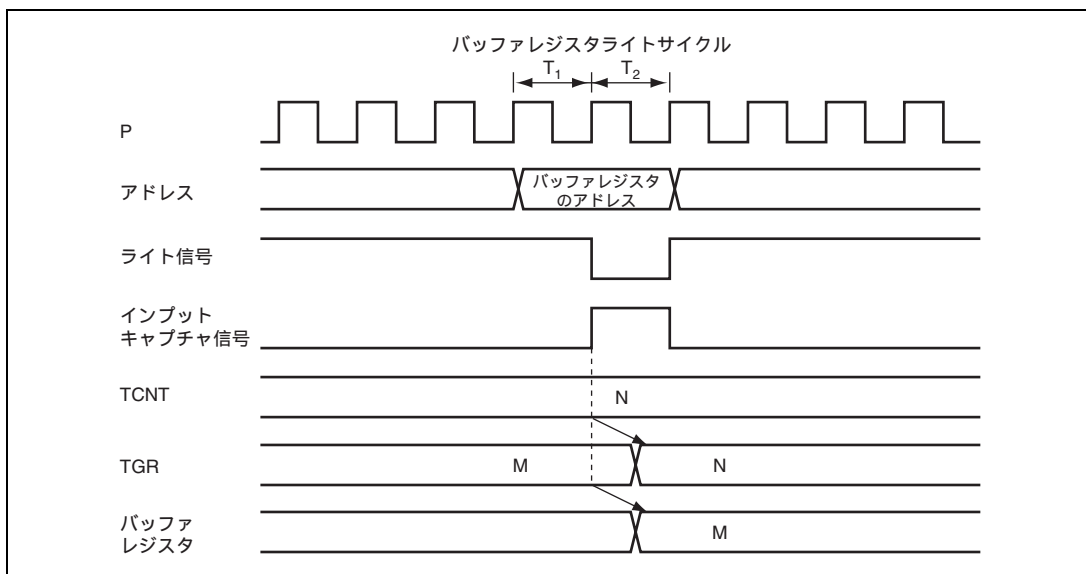 バッファレジスタライトサイクル
T1 T2
P
アドレス
バッファレジスタ
のアドレス
ライト信号
インプット
キャプチャ信号
TCNT
N
TGR
M N
バッファ
レジスタ
M